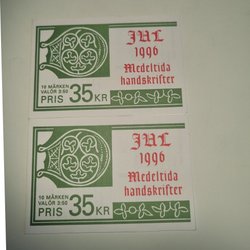 JUL
1996
Medeltida
handskrifter
10 MÄRKEN
VALÖR 3:50
PRIS 35 KR
JUL
1996
Medeltida
handskrifter
10 MÄRKEN
VALÖR 3:50
PRIS 35 KR